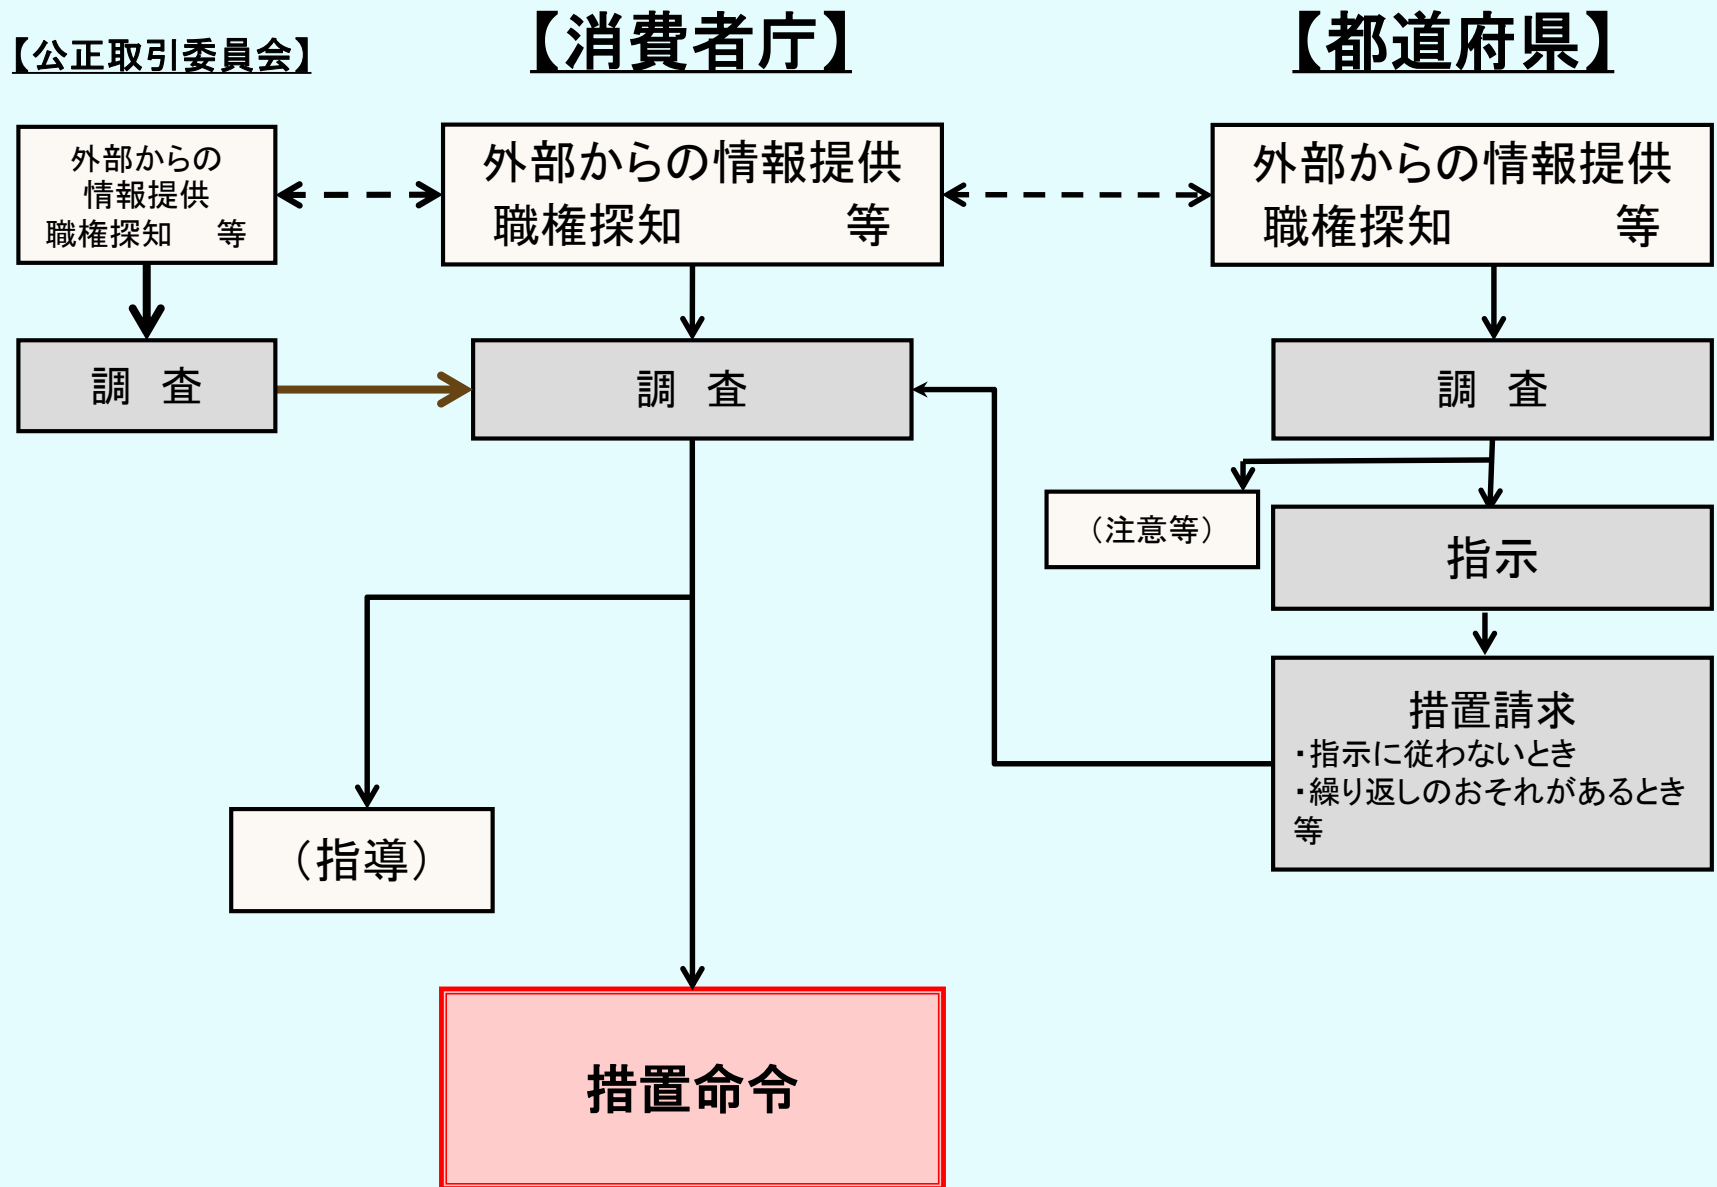 【公正取引委員会】
【消費者庁】
【都道府県】
外部からの
情報提供
職権探知　等
外部からの情報提供
職権探知　　　等
外部からの情報提供
職権探知　　　等
調　査
調　査
調　査
（注意等）
指示
措置請求
・指示に従わないとき
・繰り返しのおそれがあるとき
等
（指導）
措置命令